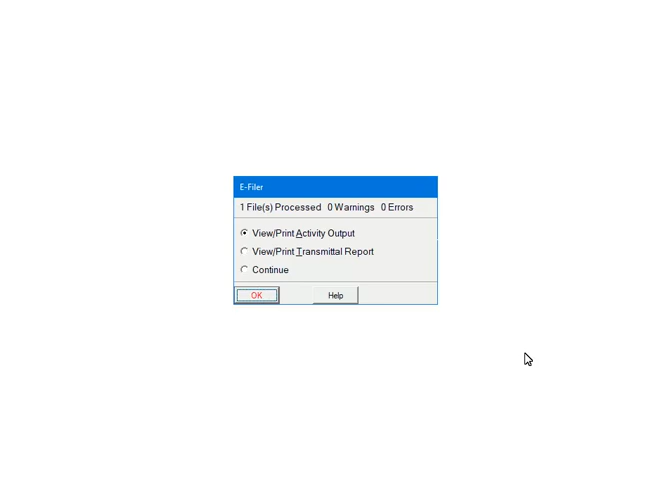 E-Filer
1 File(s) Processed 0 Warnings 0 Errors
View/Print Activity Output
View/Print Transmittal Report
Continue
OK Help